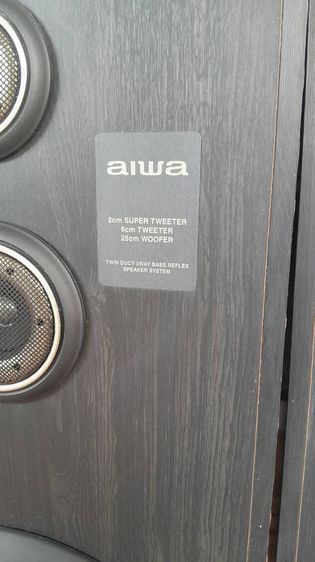 aiwa
2cm SUPER TWEETER
6cm TWEETER
25cm WOOFER
TWIN DUCT 3WAY BASS REFLEX
SPEAKER SYSTEM